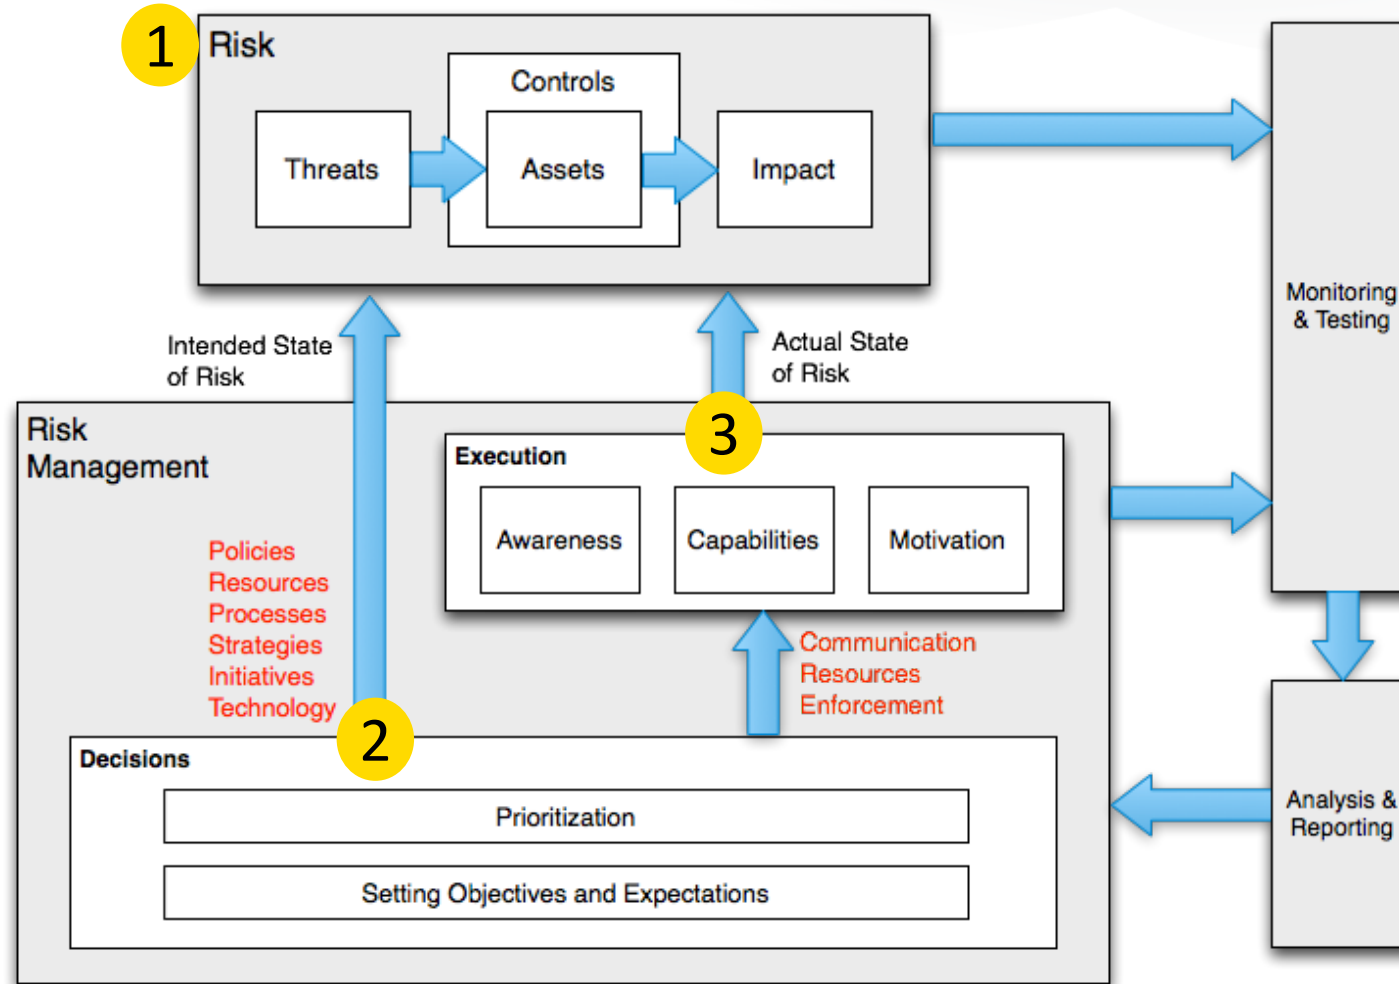 1
Risk
Controls
Threats
Assets
Impact
Monitoring
& Testing
Intended State
of Risk
Actual State
of Risk
Risk
Management
3
Execution
Awareness
Capabilities
Motivation
Policies
Resources
Processes
Strategies
Initiatives
Technology
Communication
Resources
Enforcement
2
Decisions
Prioritization
Setting Objectives and Expectations
Analysis &
Reporting